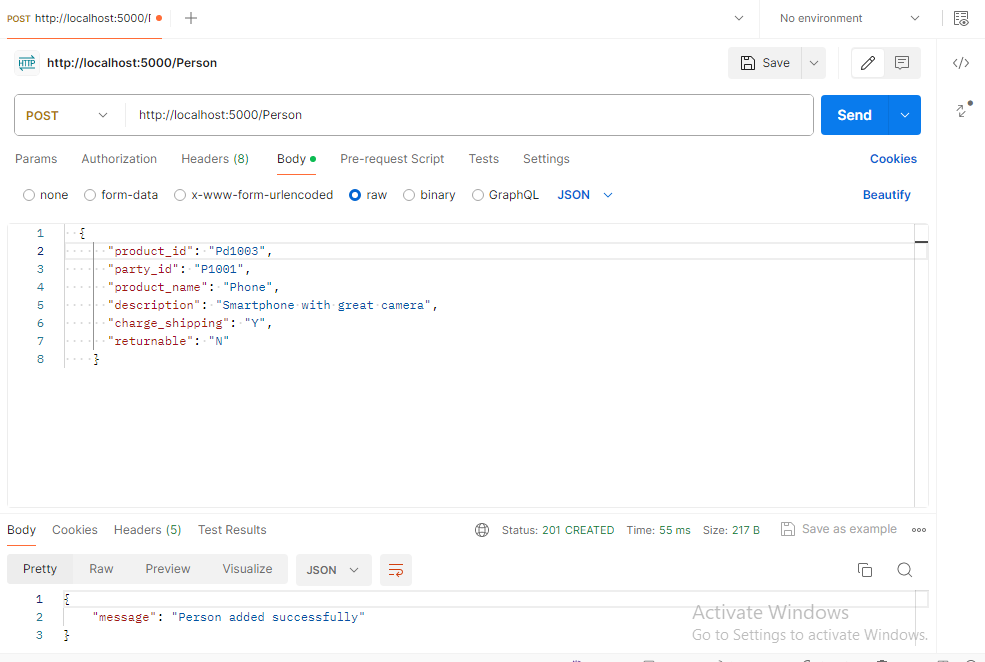 POST http://localhost:5000/
No environment
HTTP http://localhost:5000/Person
Save
POST http://localhost:5000/Person
Send
Params Authorization Headers (8) Body Pre-request Script Tests Settings Cookies
none form-data x-www-form-urlencoded raw binary GraphQL JSON Beautify
1 {
2 "product_id": "Pd1003",
3 "party_id": "P1001",
4 "product_name": "Phone",
5 "description": "Smartphone with great camera",
6 "charge_shipping": "Y",
7 "returnable": "N"
8 }
Body Cookies Headers (5) Test Results Status: 201 CREATED Time: 55 ms Size: 217 B Save as example
Pretty Raw Preview Visualize JSON
1 {
2 "message": "Person added successfully"
3 }
Activate Windows
Go to Settings to activate Windows.